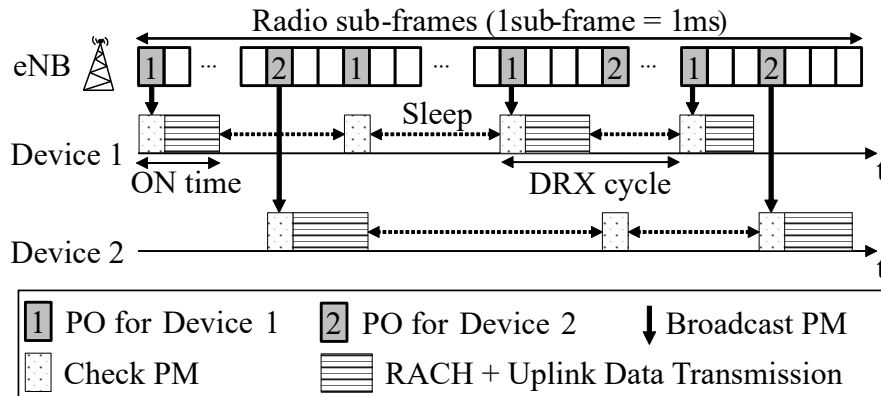 Radio sub-frames (1sub-frame = 1ms)
eNB
1 ... 2 1 ... 1 2 ... 1 2
Sleep
Device 1
t
ON time
DRX cycle
Device 2
t
1 PO for Device 1
2 PO for Device 2
Broadcast PM
Check PM
RACH + Uplink Data Transmission